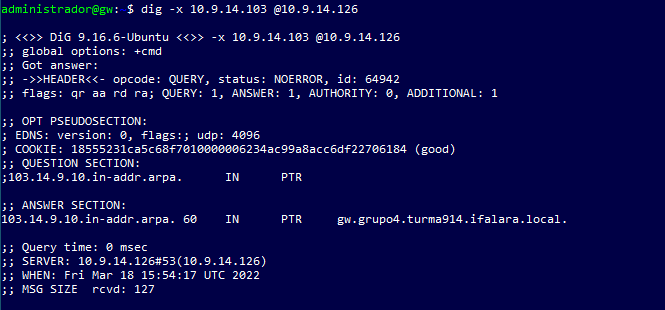 administrador@gw: $ dig -x 10.9.14.103 @10.9.14.126
; <<>> DiG 9.16.6-Ubuntu <<>> -x 10.9.14.103 @10.9.14.126
;; global options: +cmd
;; Got answer:
;; ->>HEADER<<- opcode: QUERY, status: NOERROR, id: 64942
;; flags: qr aa rd ra; QUERY: 1, ANSWER: 1, AUTHORITY: 0, ADDITIONAL: 1
;; OPT PSEUDOSECTION:
; EDNS: version: 0, flags:; udp: 4096
; COOKIE: 18555231ca5c68f7010000006234ac99a8acc6df22706184 (good)
;; QUESTION SECTION:
;103.14.9.10.in-addr.arpa. IN PTR
;; ANSWER SECTION:
103.14.9.10.in-addr.arpa. 60 IN PTR gw.grupo4.turma914.ifalara.local.
;; Query time: 0 msec
;; SERVER: 10.9.14.126#53(10.9.14.126)
;; WHEN: Fri Mar 18 15:54:17 UTC 2022
;; MSG SIZE rcvd: 127